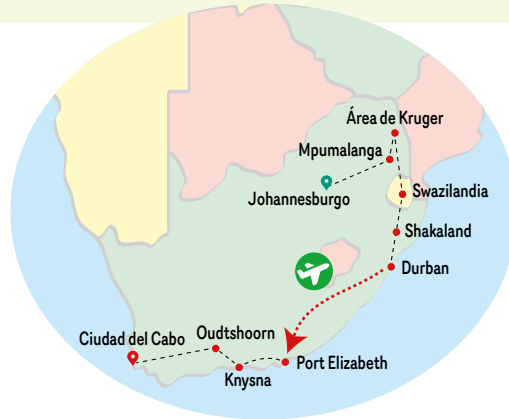 Área de Kruger
Mpumalanga
Johannesburgo
Swazilandia
Shakaland
Durban
Ciudad del Cabo
Oudtshoorn
Knysna
Port Elizabeth